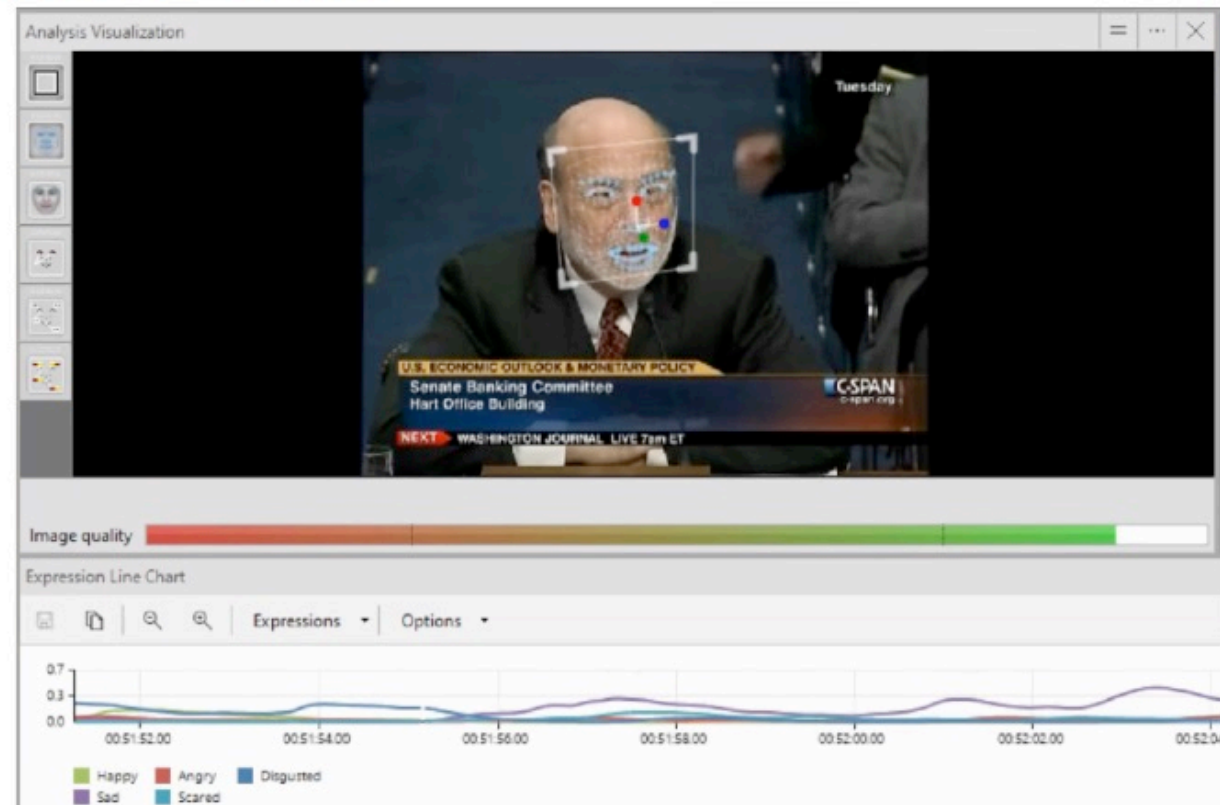 Analysis Visualization
Tuesday
U.S. ECONOMIC OUTLOOK & MONETARY POLICY
Senate Banking Committee
Hart Office Building
C-SPAN
c-span.org
NEXT WASHINGTON JOURNAL LIVE 7am ET
Image quality
Expression Line Chart
Expressions Options
0.7
0.3
0.0
00:51:52.00 00:51:54.00 00:51:56.00 00:51:58.00 00:52:00.00 00:52:02.00
Happy Angry Disgusted
Sad Scared